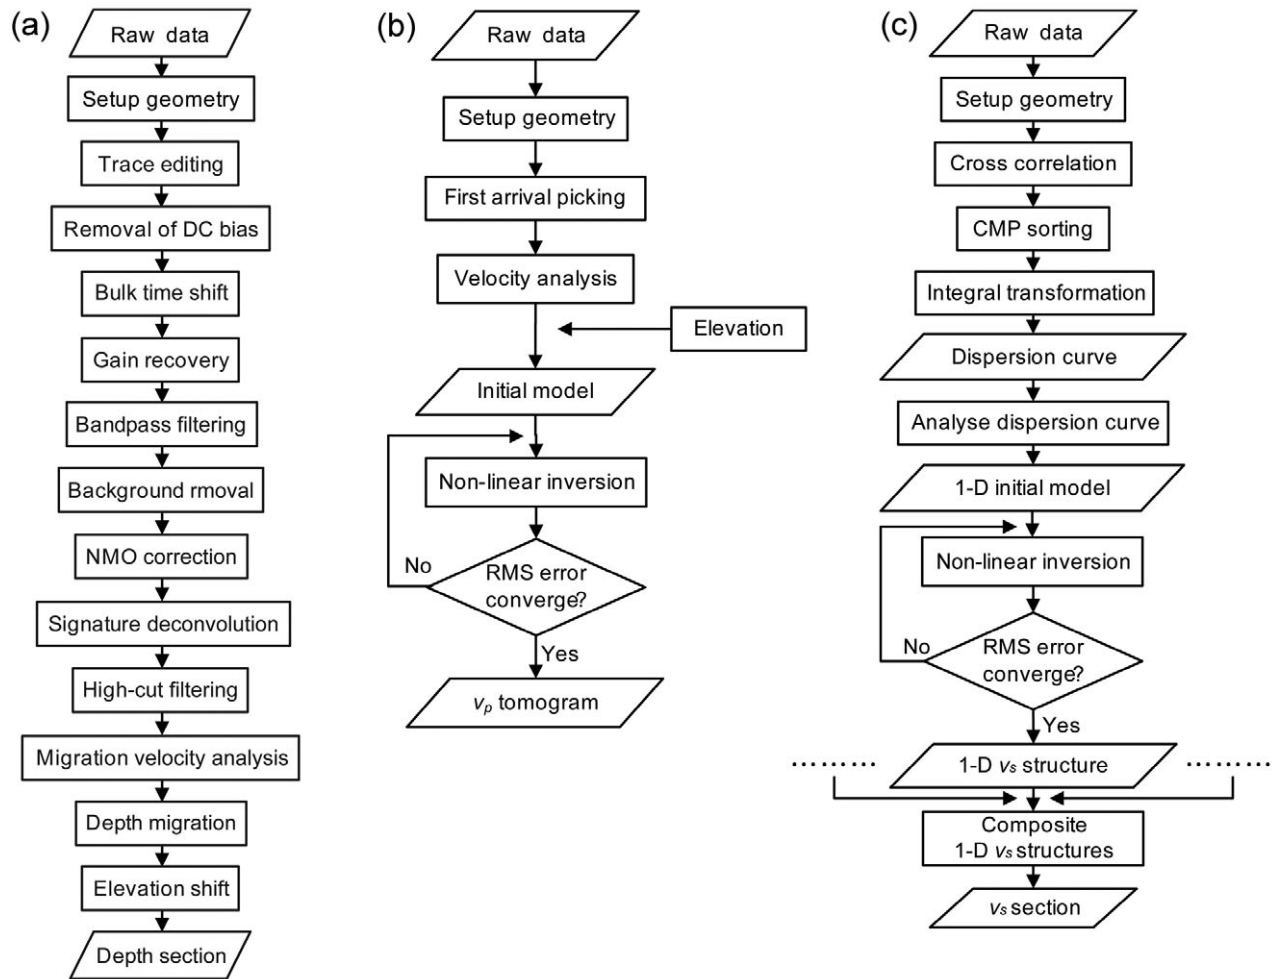 (a)
Raw data
Setup geometry
Trace editing
Removal of DC bias
Bulk time shift
Gain recovery
Bandpass filtering
Background rmoval
NMO correction
Signature deconvolution
High-cut filtering
Migration velocity analysis
Depth migration
Elevation shift
Depth section
(b)
Raw data
Setup geometry
First arrival picking
Velocity analysis
Elevation
Initial model
Non-linear inversion
No
RMS error
converge?
Yes
vp tomogram
(c)
Raw data
Setup geometry
Cross correlation
CMP sorting
Integral transformation
Dispersion curve
Analyse dispersion curve
1-D initial model
Non-linear inversion
No
RMS error
converge?
Yes
......... 1-D vs structure .........
Composite
1-D vs structures
vs section